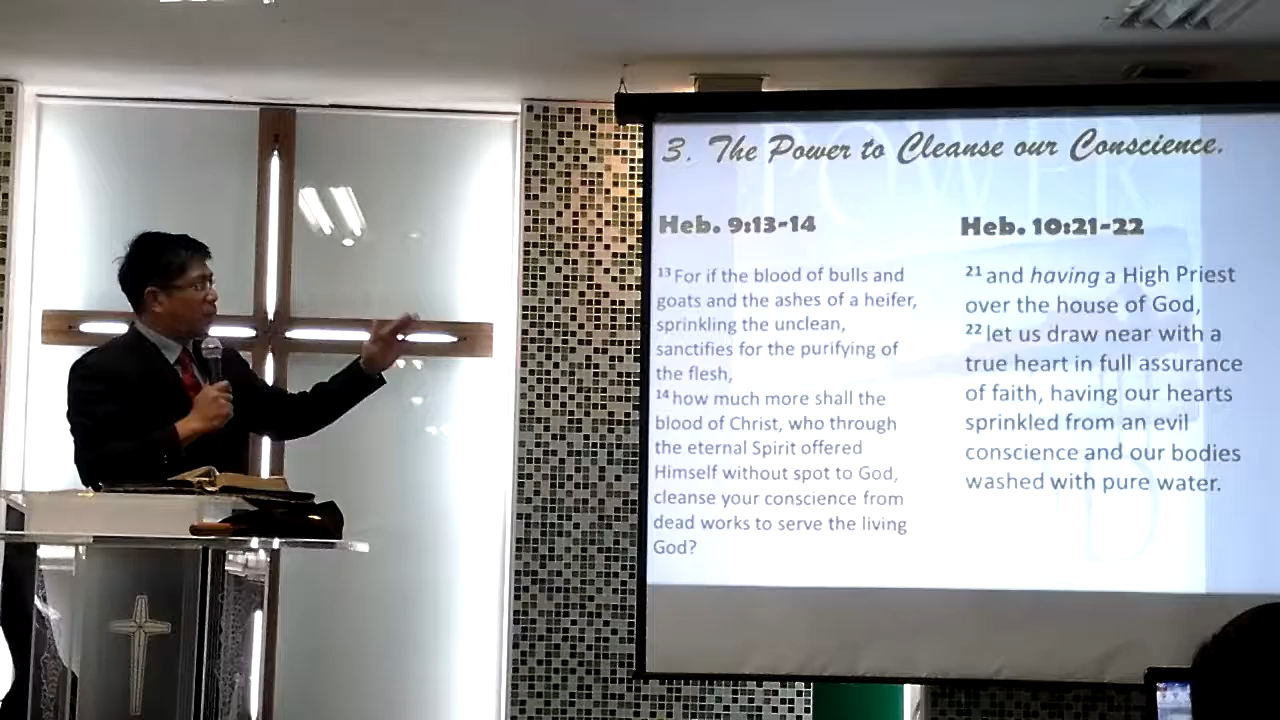 POWER
3. The Power to Cleanse our Conscience.
Heb. 9:13-14
13 For if the blood of bulls and
goats and the ashes of a heifer,
sprinkling the unclean,
sanctifies for the purifying of
the flesh,
14 how much more shall the
blood of Christ, who through
the eternal Spirit offered
Himself without spot to God,
cleanse your conscience from
dead works to serve the living
God?
Heb. 10:21-22
21 and having a High Priest
over the house of God,
22 let us draw near with a
true heart in full assurance
of faith, having our hearts
sprinkled from an evil
conscience and our bodies
washed with pure water.